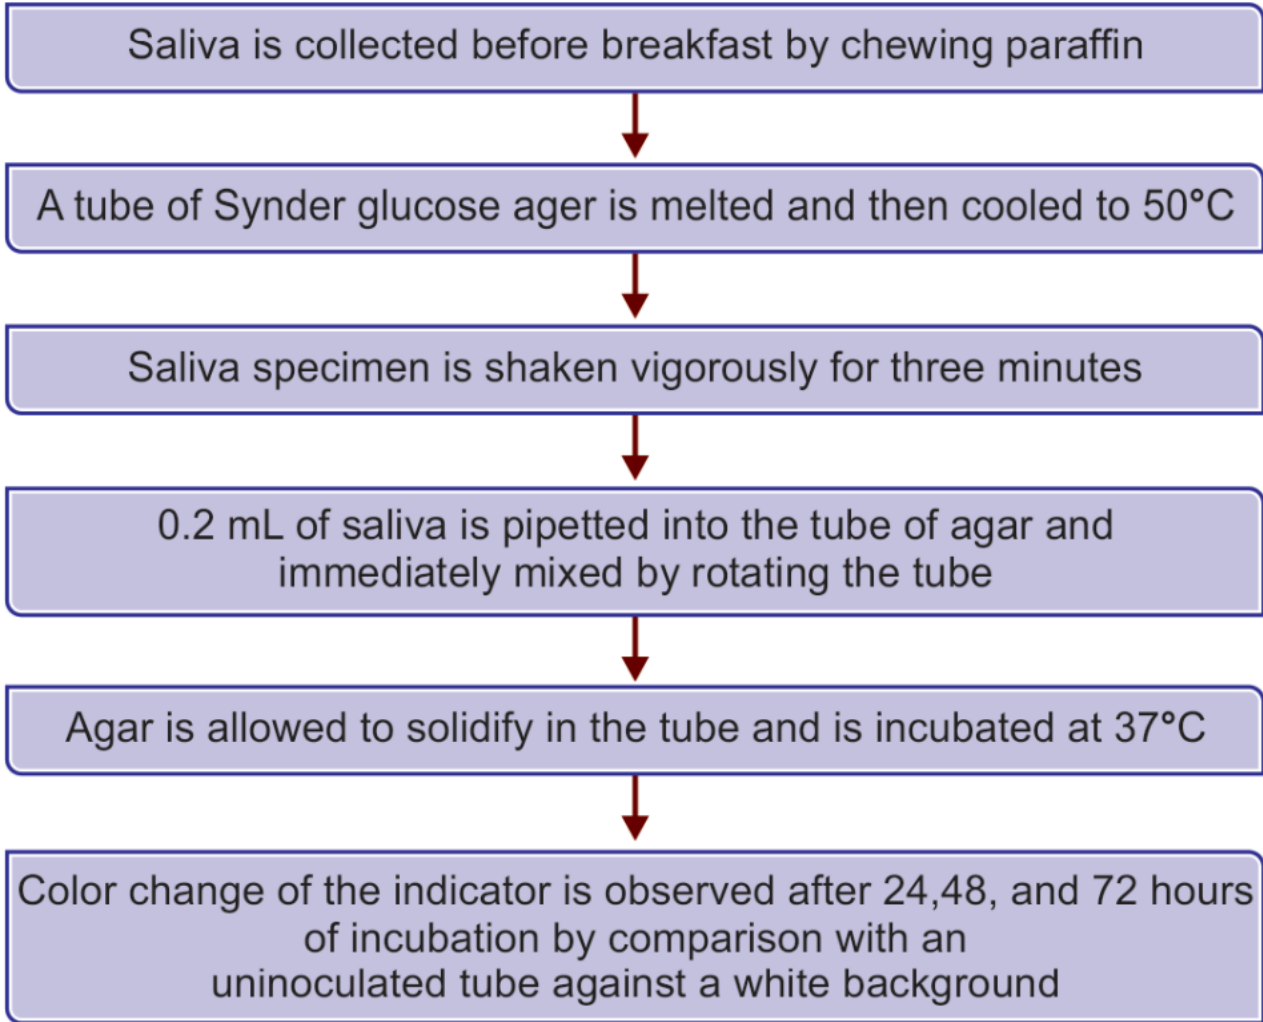 Saliva is collected before breakfast by chewing paraffin
A tube of Synder glucose ager is melted and then cooled to 50°C
Saliva specimen is shaken vigorously for three minutes
0.2 mL of saliva is pipetted into the tube of agar and
immediately mixed by rotating the tube
Agar is allowed to solidify in the tube and is incubated at 37°C
Color change of the indicator is observed after 24,48, and 72 hours
of incubation by comparison with an
uninoculated tube against a white background